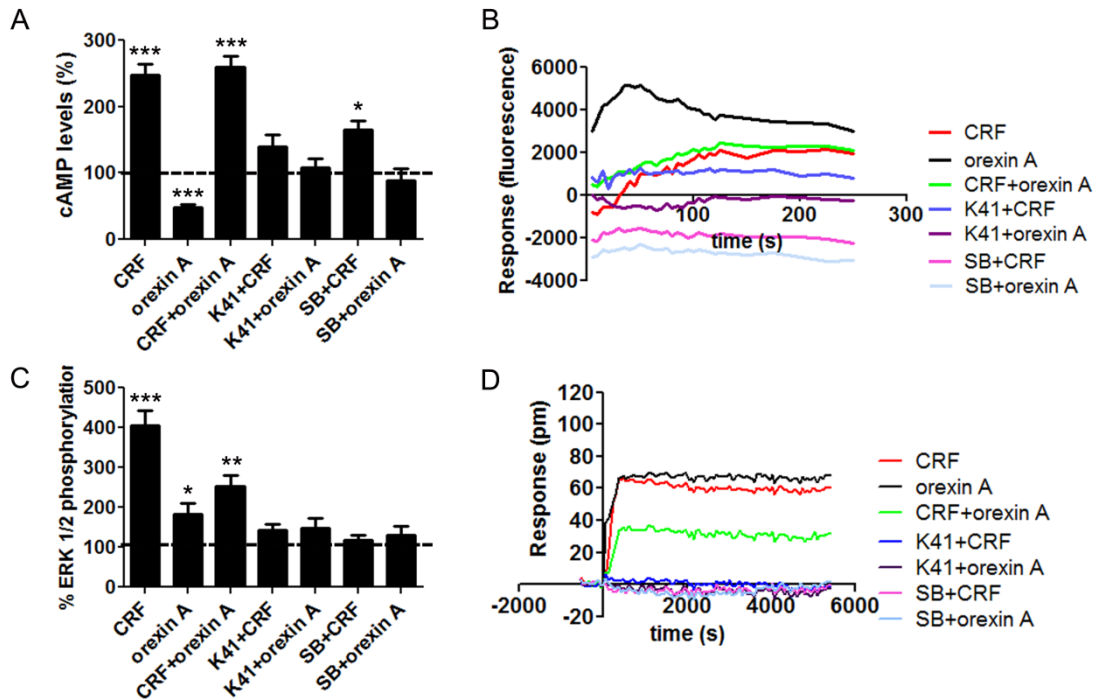 A
cAMP levels (%)
300
200
100
0
***
***
***
*
CRF
orexin A
CRF+orexin A
K41+CRF
K41+orexin A
SB+CRF
SB+orexin A
B
Response (fluorescence)
6000
4000
2000
0
-2000
-4000
100
200
300
time (s)
CRF
orexin A
CRF+orexin A
K41+CRF
K41+orexin A
SB+CRF
SB+orexin A
C
% ERK 1/2 phosphorylation
500
400
300
200
100
0
***
*
**
CRF
orexin A
CRF+orexin A
K41+CRF
K41+orexin A
SB+CRF
SB+orexin A
D
Response (pm)
120
100
80
60
40
20
-20
-2000
2000
4000
6000
time (s)
CRF
orexin A
CRF+orexin A
K41+CRF
K41+orexin A
SB+CRF
SB+orexin A